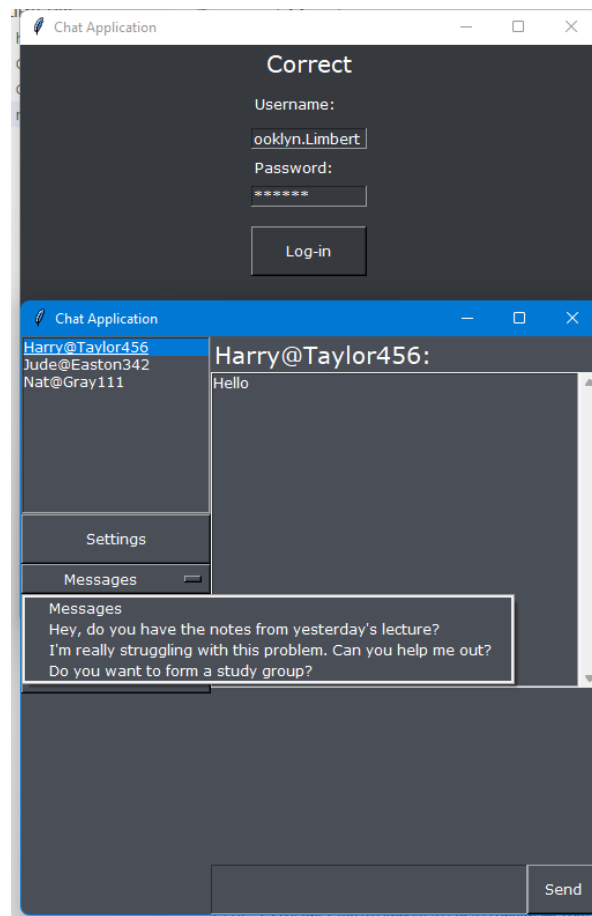 Chat Application
Correct
Username:
ooklyn.Limbert
Password:
******
Log-in
Chat Application
Harry@Taylor456
Jude@Easton342
Nat@Gray111
Harry@Taylor456:
Hello
Settings
Messages
Messages
Hey, do you have the notes from yesterday's lecture?
I'm really struggling with this problem. Can you help me out?
Do you want to form a study group?
Send